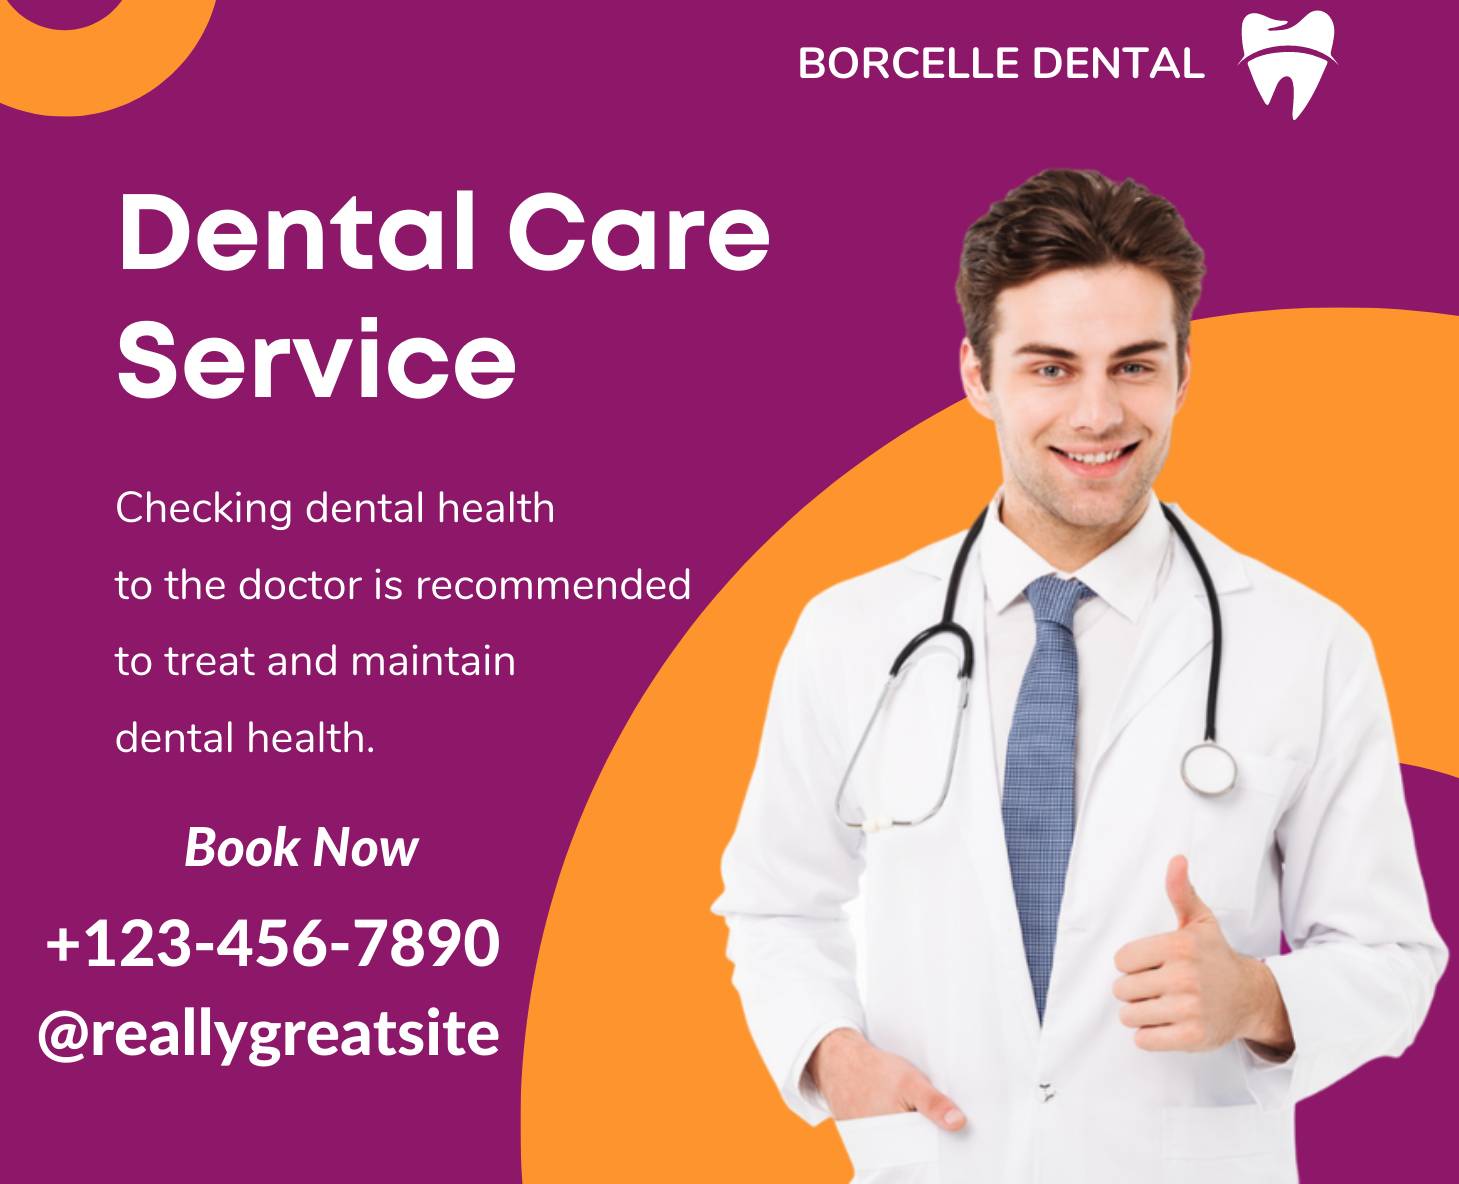 BORCELLE DENTAL
Dental Care
Service
Checking dental health
to the doctor is recommended
to treat and maintain
dental health.
Book Now
+123-456-7890
@reallygreatsite